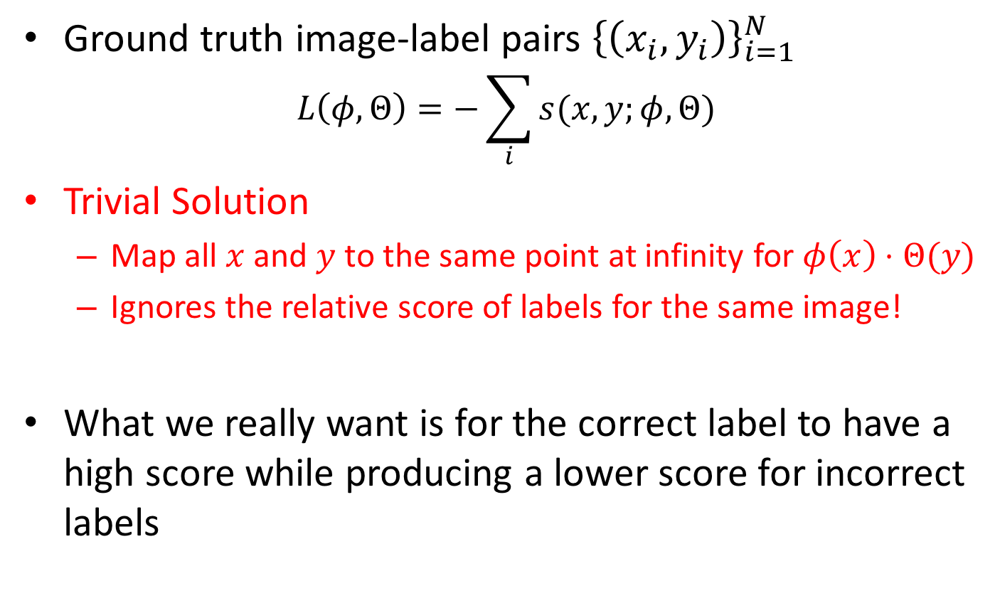 • Ground truth image-label pairs {(xᵢ, yᵢ)}ᵢ₌₁ᴺ
L(ϕ, Θ) = − ∑ᵢ s(x, y; ϕ, Θ)
• Trivial Solution
– Map all x and y to the same point at infinity for ϕ(x) · Θ(y)
– Ignores the relative score of labels for the same image!
• What we really want is for the correct label to have a
high score while producing a lower score for incorrect
labels